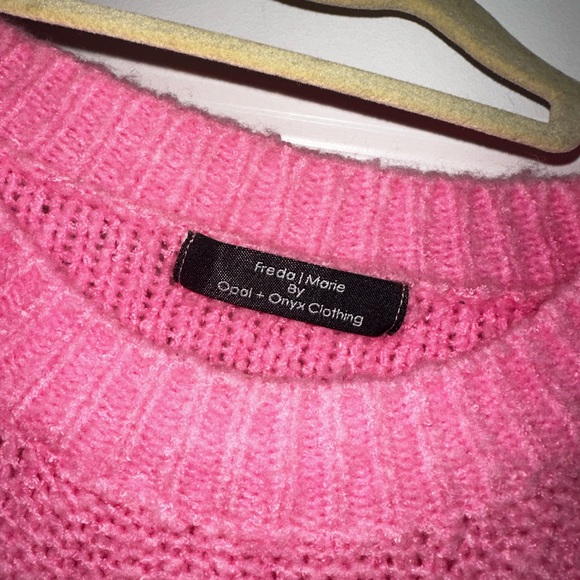 Freda | Marie
By
Opal + Onyx Clothing